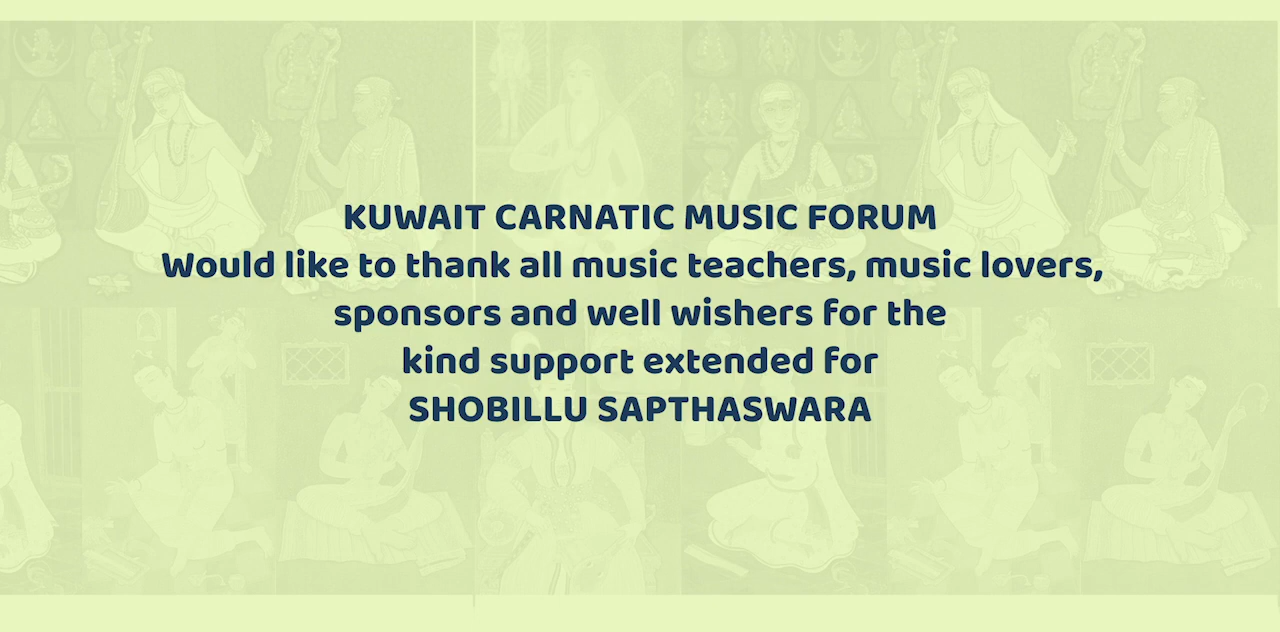 KUWAIT CARNATIC MUSIC FORUM
Would like to thank all music teachers, music lovers,
sponsors and well wishers for the
kind support extended for
SHOBILLU SAPTHASWARA